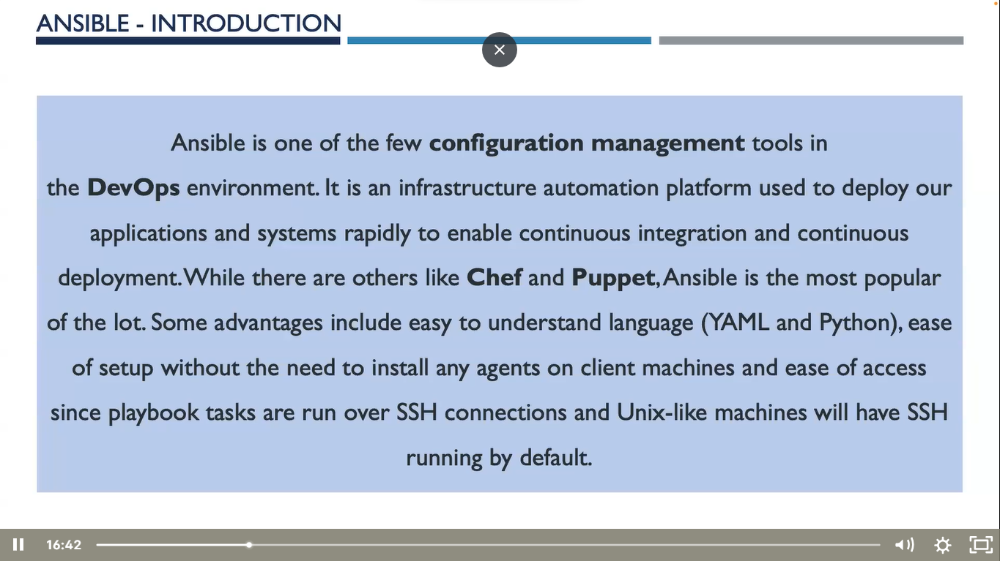 ANSIBLE - INTRODUCTION
Ansible is one of the few configuration management tools in
the DevOps environment. It is an infrastructure automation platform used to deploy our
applications and systems rapidly to enable continuous integration and continuous
deployment. While there are others like Chef and Puppet, Ansible is the most popular
of the lot. Some advantages include easy to understand language (YAML and Python), ease
of setup without the need to install any agents on client machines and ease of access
since playbook tasks are run over SSH connections and Unix-like machines will have SSH
running by default.
16:42